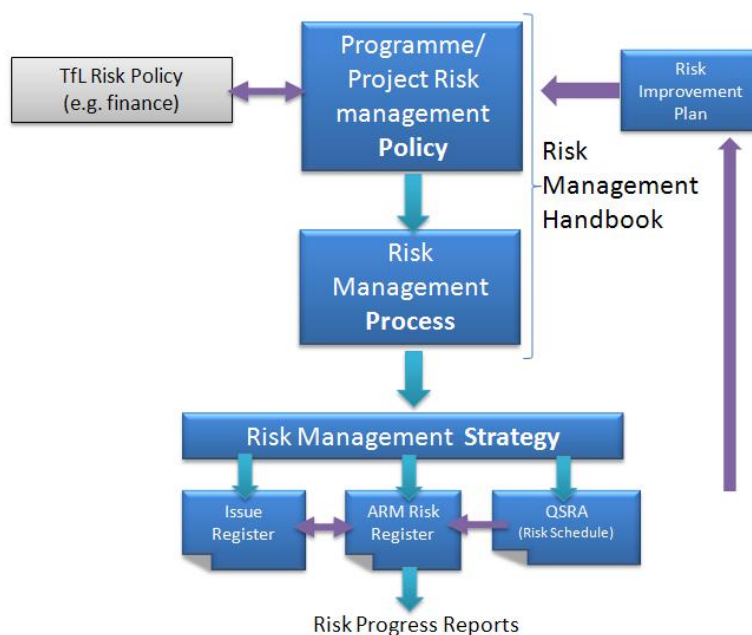 TfL Risk Policy
(e.g. finance)
Programme/
Project Risk
management
Policy
Risk
Improvement
Plan
Risk
Management
Handbook
Risk
Management
Process
Risk Management Strategy
Issue
Register
ARM Risk
Register
QSRA
(Risk Schedule)
Risk Progress Reports